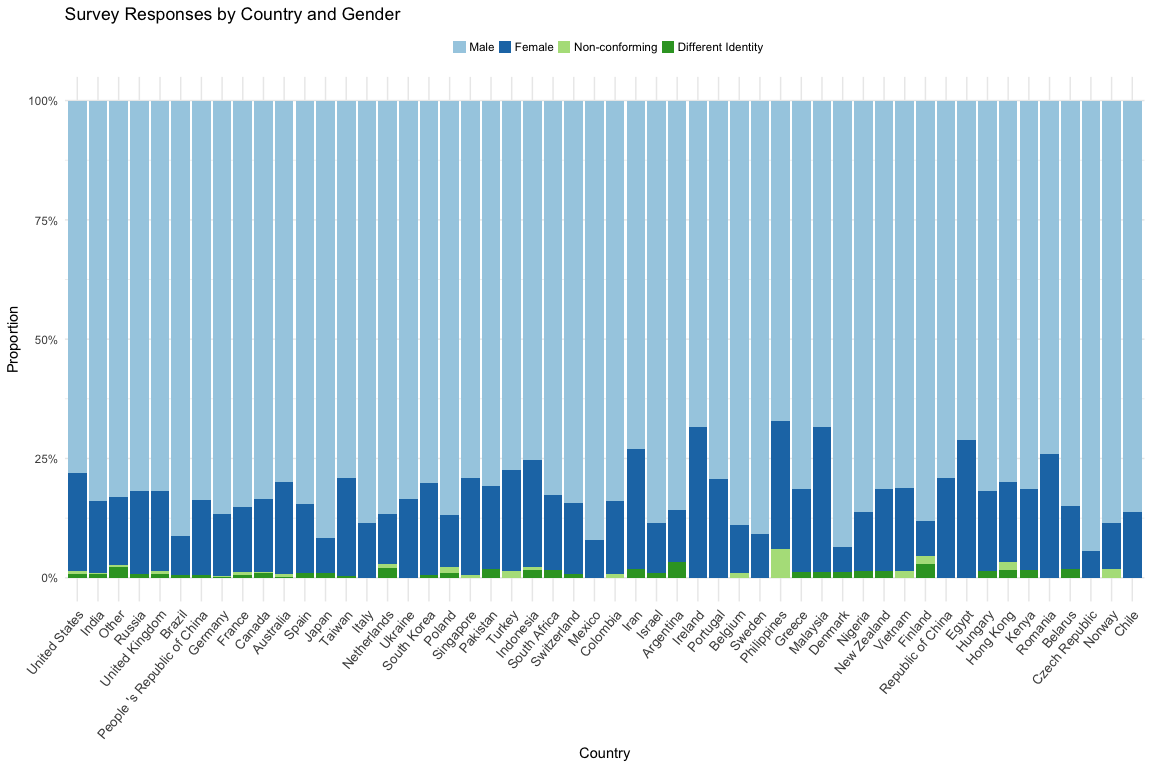 Survey Responses by Country and Gender
Male Female Non-conforming Different Identity
100%
75%
50%
25%
0%
Proportion
United States
India
Other
Russia
United Kingdom
Brazil
People 's Republic of China
Germany
France
Canada
Australia
Spain
Japan
Taiwan
Italy
Netherlands
Ukraine
South Korea
Poland
Singapore
Pakistan
Turkey
Indonesia
South Africa
Switzerland
Mexico
Colombia
Iran
Israel
Argentina
Ireland
Portugal
Belgium
Sweden
Philippines
Greece
Malaysia
Denmark
Nigeria
New Zealand
Vietnam
Finland
Republic of China
Egypt
Hungary
Hong Kong
Kenya
Romania
Belarus
Czech Republic
Norway
Chile
Country